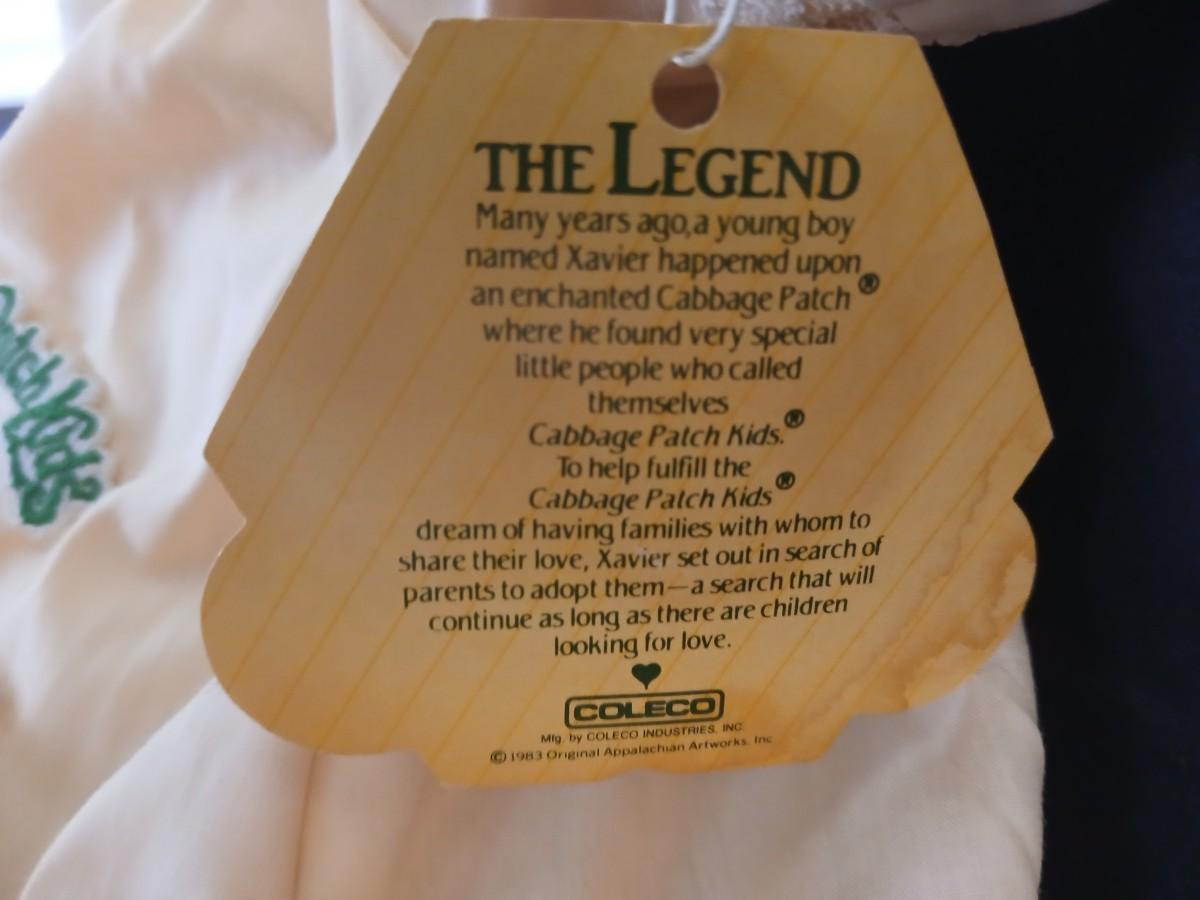 THE LEGEND
Many years ago, a young boy
named Xavier happened upon
an enchanted Cabbage Patch®
where he found very special
little people who called
themselves
Cabbage Patch Kids.®
To help fulfill the
Cabbage Patch Kids®
dream of having families with whom to
share their love, Xavier set out in search of
parents to adopt them—a search that will
continue as long as there are children
looking for love.
COLECO
Mfg. by COLECO INDUSTRIES, INC.
©1983 Original Appalachian Artworks, Inc
Patch Kids